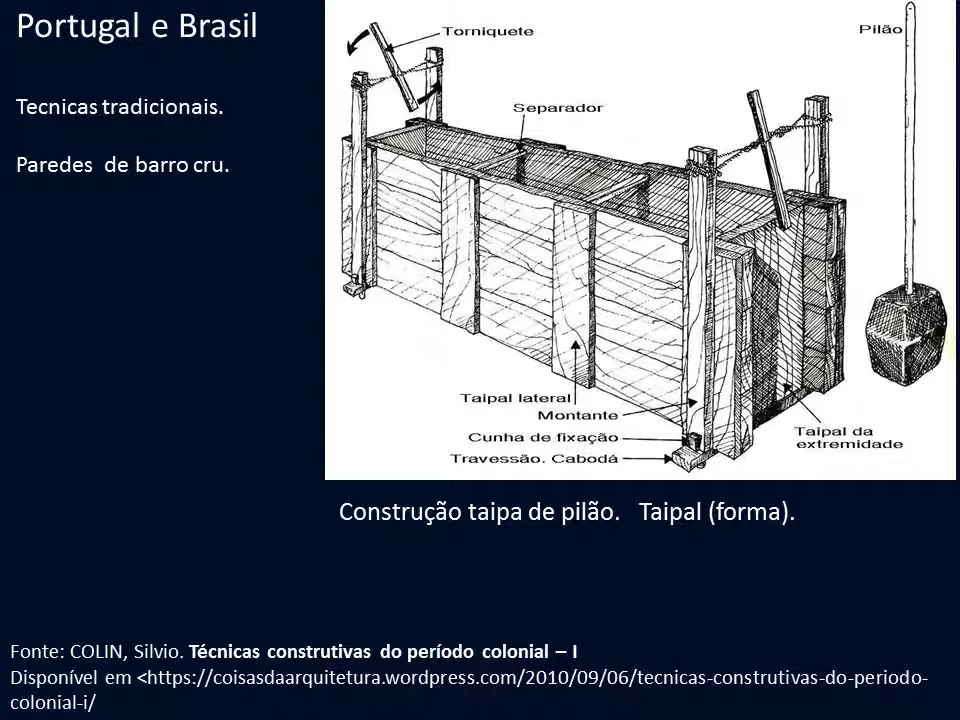 Portugal e Brasil
Tecnicas tradicionais.
Paredes de barro cru.
Torniquete
Pilão
Separador
Taipal lateral
Montante
Cunha de fixação
Travessão. Cabodá
Taipal da
extremidade
Construção taipa de pilão. Taipal (forma).
Fonte: COLIN, Silvio. Técnicas construtivas do período colonial – I
Disponível em <https://coisasdaarquitetura.wordpress.com/2010/09/06/tecnicas-construtivas-do-periodo-
colonial-i/